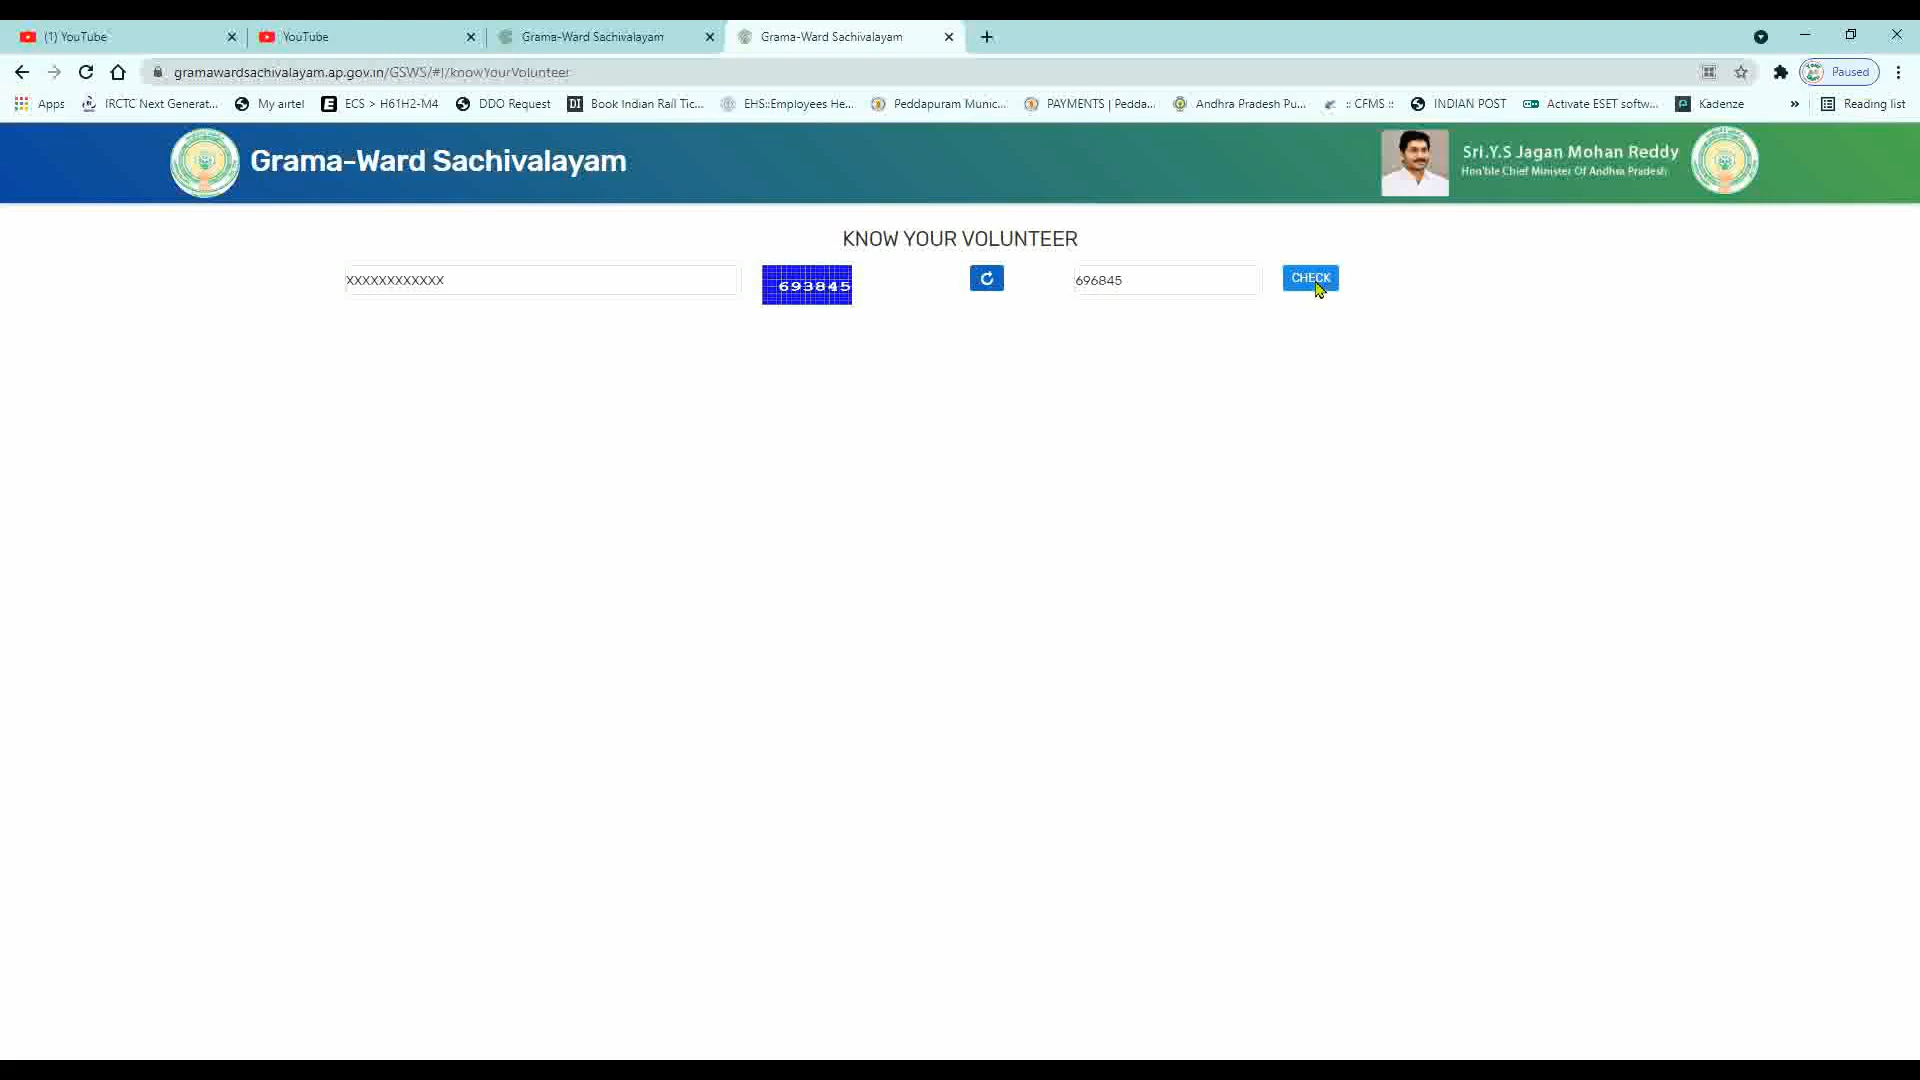 (1) YouTube
YouTube
Grama-Ward Sachivalayam
Grama-Ward Sachivalayam
gramawardsachivalayam.ap.gov.in/GSWS/#!/knowYourVolunteer
Paused
Apps
IRCTC Next Generat...
My airtel
ECS > H61H2-M4
DDO Request
Book Indian Rail Tic...
EHS::Employees He...
Peddapuram Munic...
PAYMENTS | Pedda...
Andhra Pradesh Pu...
:: CFMS ::
INDIAN POST
Activate ESET softw...
Kadenze
»
Reading list
Grama-Ward Sachivalayam
Sri.Y.S Jagan Mohan Reddy
Hon'ble Chief Minister Of Andhra Pradesh
KNOW YOUR VOLUNTEER
XXXXXXXXXXXX
693845
696845
CHECK